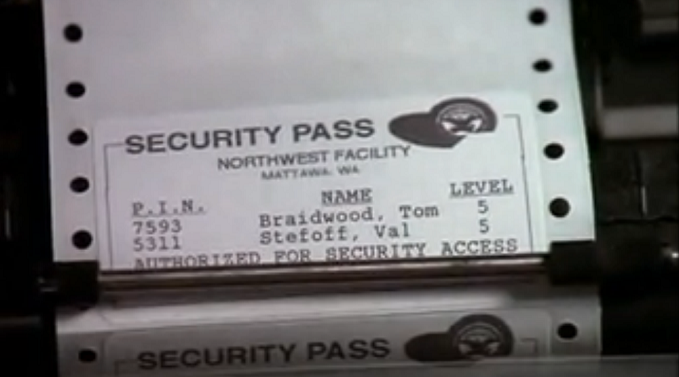 SECURITY PASS
NORTHWEST FACILITY
MATTAWA, WA
P.I.N. NAME LEVEL
7593 Braidwood, Tom 5
5311 Stefoff, Val 5
AUTHORIZED FOR SECURITY ACCESS
SECURITY PASS